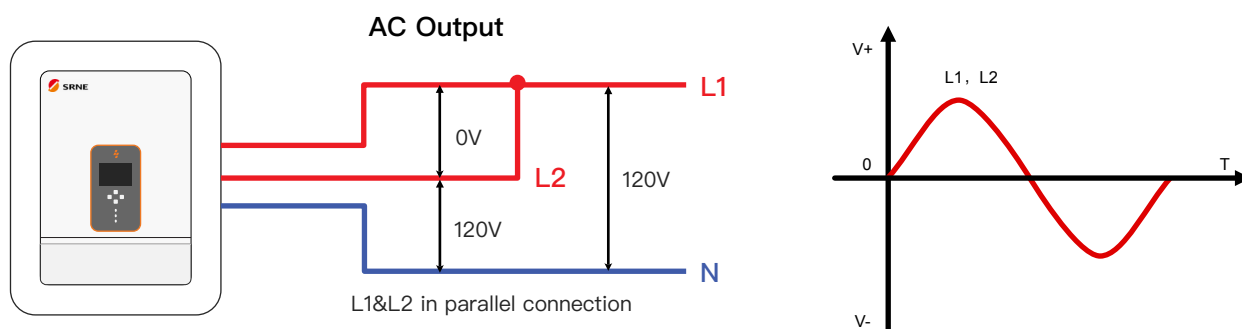 AC Output
SRNE
L1
0V
L2
120V
120V
N
L1&L2 in parallel connection
V+
L1, L2
0
T
V-